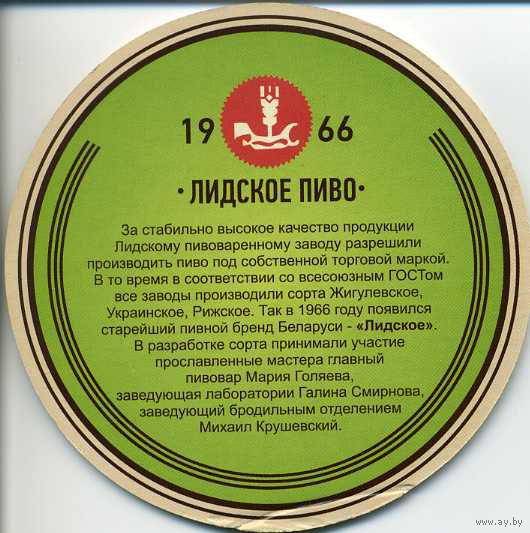 19 66
• ЛИДСКОЕ ПИВО •
За стабильно высокое качество продукции
Лидскому пивоваренному заводу разрешили
производить пиво под собственной торговой маркой.
В то время в соответствии со всесоюзным ГОСТом
все заводы производили сорта Жигулевское,
Украинское, Рижское. Так в 1966 году появился
старейший пивной бренд Беларуси - «Лидское».
В разработке сорта принимали участие
прославленные мастера главный
пивовар Мария Голяева,
заведующая лаборатории Галина Смирнова,
заведующий бродильным отделением
Михаил Крушевский.
www.ay.by